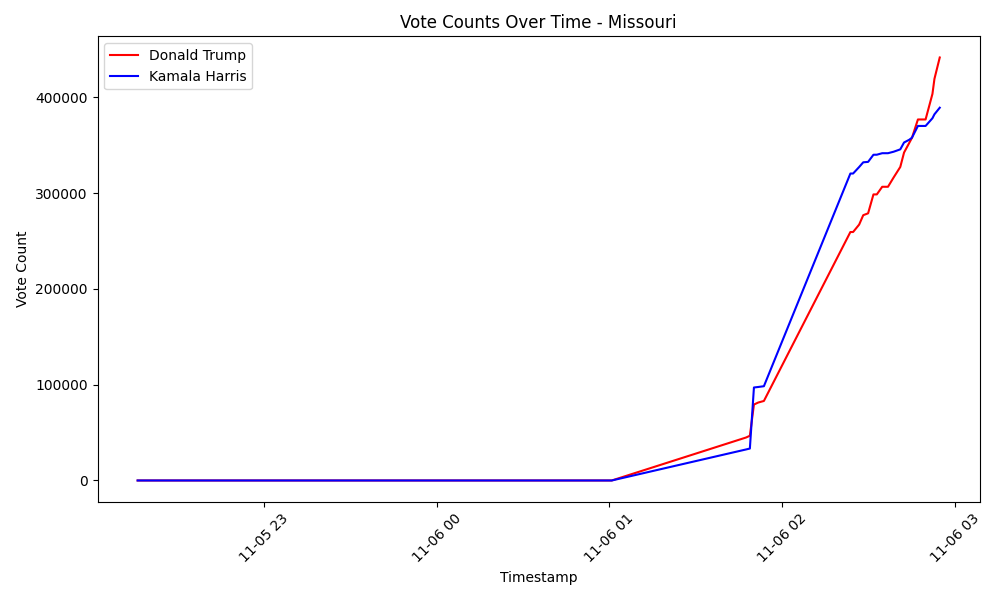 Vote Counts Over Time - Missouri
Donald Trump
Kamala Harris
400000
300000
200000
100000
0
Vote Count
11-05 23
11-06 00
11-06 01
11-06 02
11-06 03
Timestamp